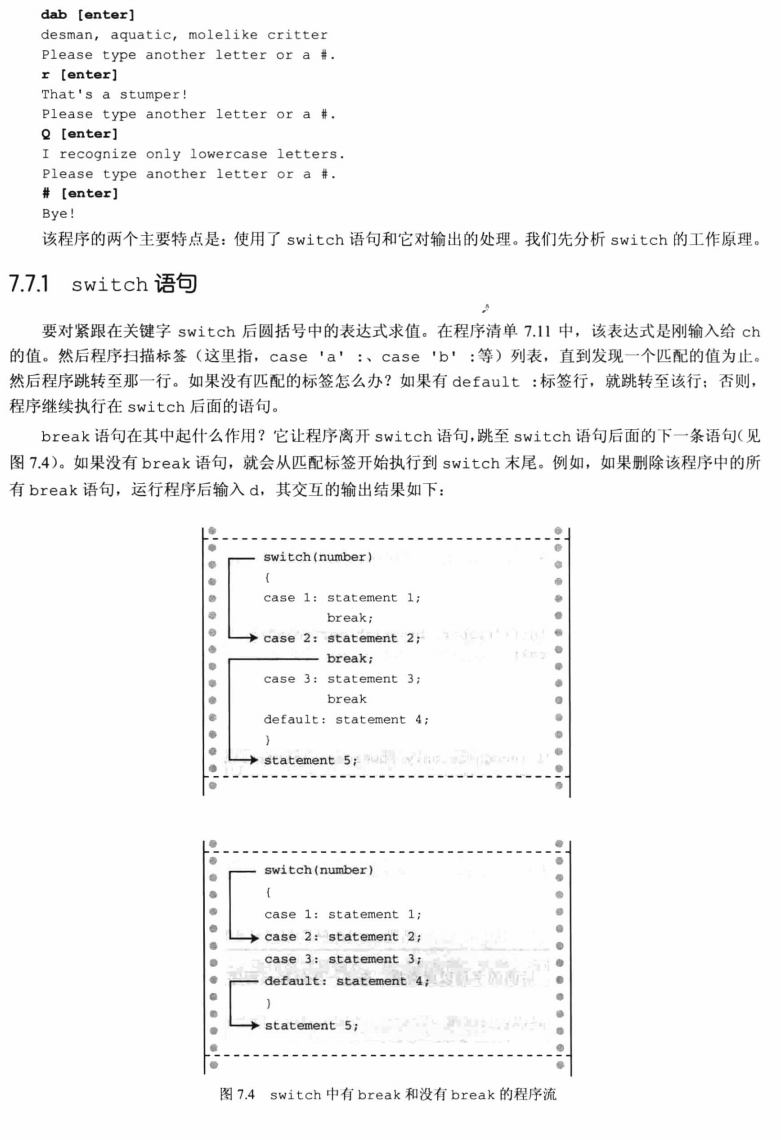 dab [enter]
desman, aquatic, molelike critter
Please type another letter or a #.
r [enter]
That's a stumper!
Please type another letter or a #.
Q [enter]
I recognize only lowercase letters.
Please type another letter or a #.
# [enter]
Bye!
该程序的两个主要特点是：使用了 switch 语句和它对输出的处理。我们先分析 switch 的工作原理。
7.7.1 switch 语句
要对紧跟在关键字 switch 后圆括号中的表达式求值。在程序清单 7.11 中，该表达式是刚输入给 ch
的值。然后程序扫描标签（这里指，case 'a' :、case 'b' :等）列表，直到发现一个匹配的值为止。
然后程序跳转至那一行。如果没有匹配的标签怎么办？如果有 default :标签行，就跳转至该行；否则，
程序继续执行在 switch 后面的语句。
break 语句在其中起什么作用？它让程序离开 switch 语句，跳至 switch 语句后面的下一条语句（见
图 7.4）。如果没有 break 语句，就会从匹配标签开始执行到 switch 末尾。例如，如果删除该程序中的所
有 break 语句，运行程序后输入 d，其交互的输出结果如下：
switch(number)
{
case 1: statement 1;
break;
case 2: statement 2;
break;
case 3: statement 3;
break
default: statement 4;
}
statement 5;
switch(number)
{
case 1: statement 1;
case 2: statement 2;
case 3: statement 3;
default: statement 4;
}
statement 5;
图 7.4 switch 中有 break 和没有 break 的程序流